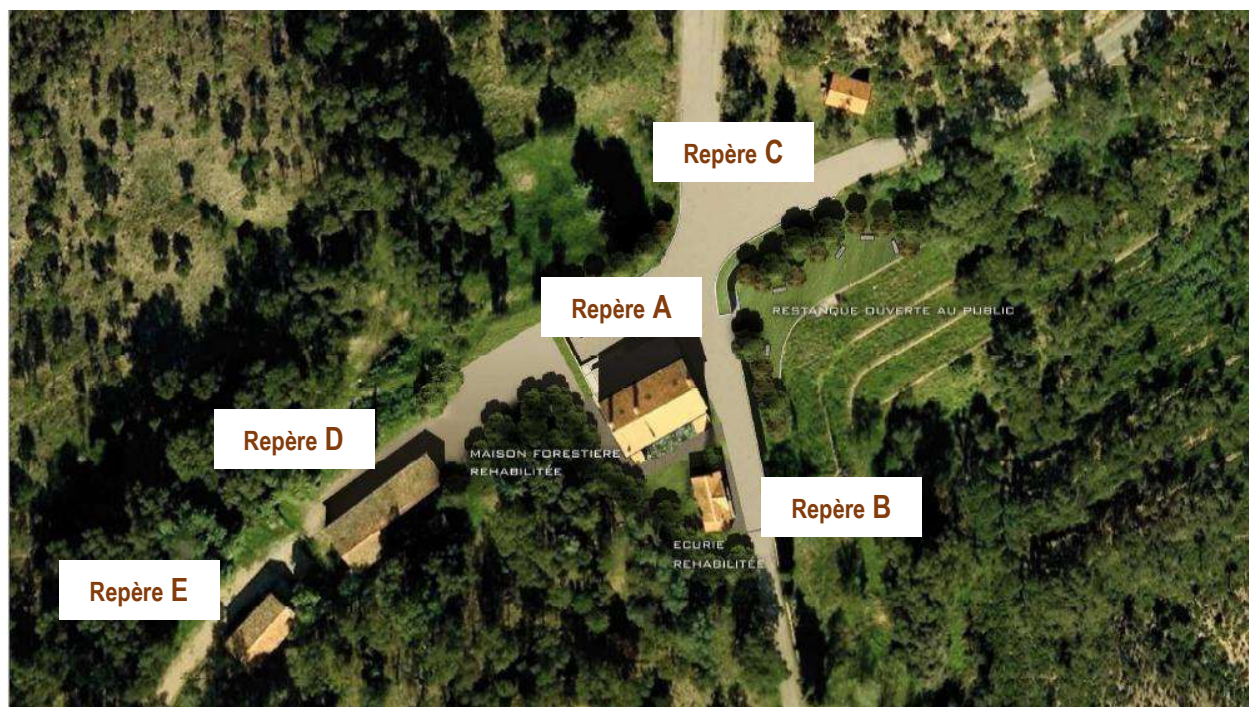 Repère C
Repère A
RESTANQUE OUVERTE AU PUBLIC
Repère D
MAISON FORESTIERE
REHABILITÉE
Repère B
ECURIE
REHABILITÉE
Repère E